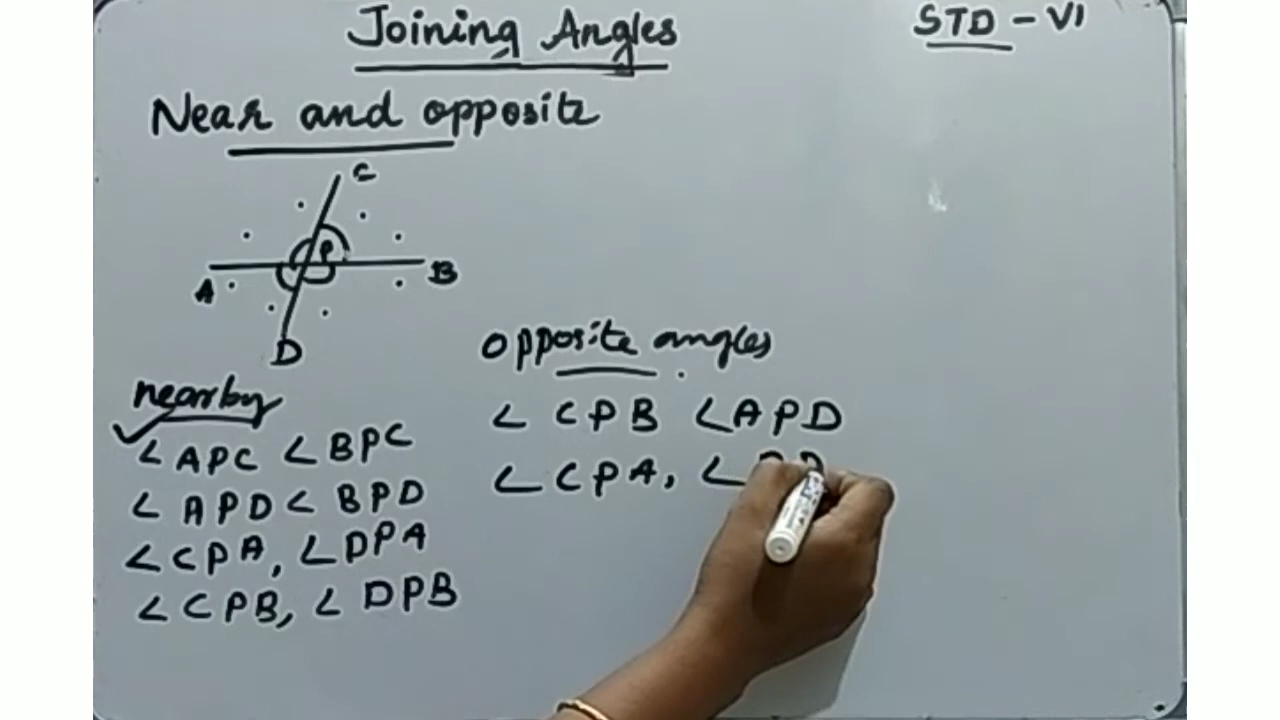 Joining Angles
STD - VI
Near and opposite
C
P
A
B
D
opposite angles
nearby
∠ CPB ∠APD
∠APC ∠BPC
∠CPA, ∠
∠APD ∠BPD
∠CPA, ∠DPA
∠CPB, ∠DPB